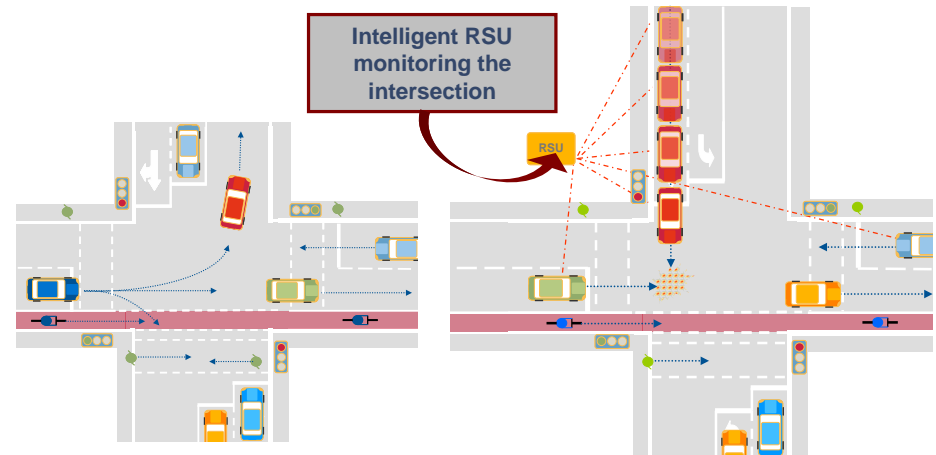 Intelligent RSU
monitoring the
intersection
RSU